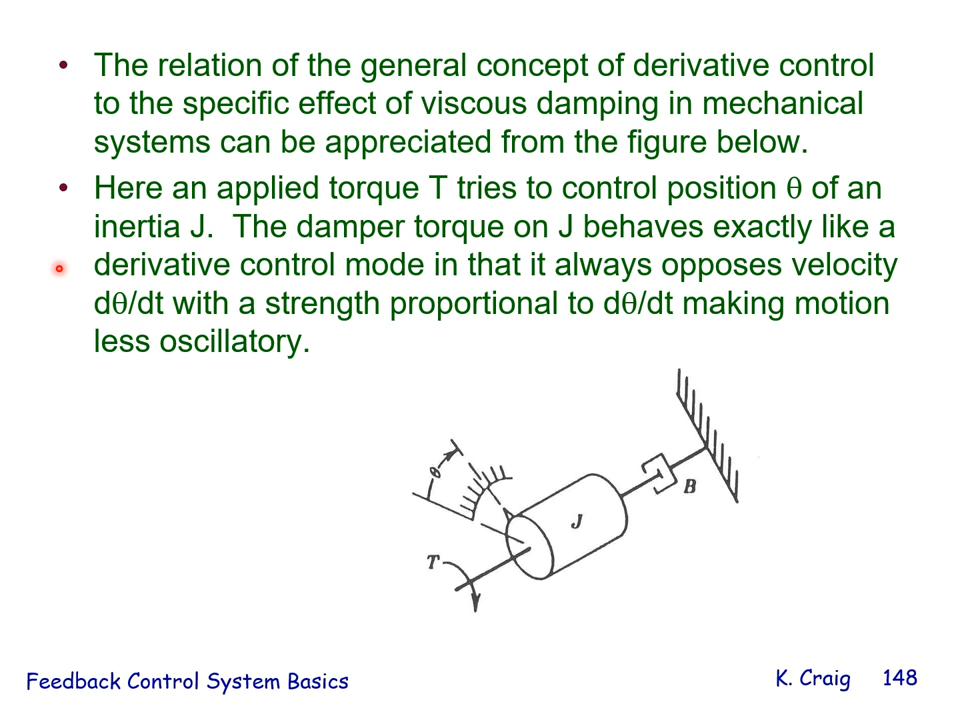 • The relation of the general concept of derivative control
to the specific effect of viscous damping in mechanical
systems can be appreciated from the figure below.
• Here an applied torque T tries to control position θ of an
inertia J.  The damper torque on J behaves exactly like a
derivative control mode in that it always opposes velocity
dθ/dt with a strength proportional to dθ/dt making motion
less oscillatory.
θ
B
J
T
Feedback Control System Basics
K. Craig 148